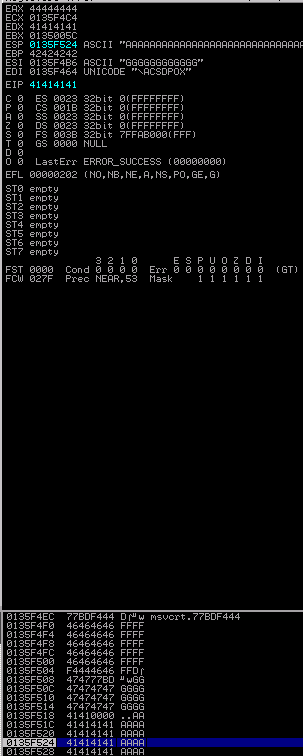 EAX 44444444
ECX 0135F4C4
EDX 41414141
EBX 0135005C
ESP 0135F524 ASCII "AAAAAAAAAAAAAAAAAAAAAAAAAAAA
EBP 42424242
ESI 0135F4B6 ASCII "GGGGGGGGGGGG"
EDI 0135F464 UNICODE "\ACSDPOX"
EIP 41414141
C 0 ES 0023 32bit 0(FFFFFFFF)
P 0 CS 001B 32bit 0(FFFFFFFF)
A 0 SS 0023 32bit 0(FFFFFFFF)
Z 0 DS 0023 32bit 0(FFFFFFFF)
S 0 FS 003B 32bit 7FFAB000(FFF)
T 0 GS 0000 NULL
D 0
O 0 LastErr ERROR_SUCCESS (00000000)
EFL 00000202 (NO,NB,NE,A,NS,PO,GE,G)
ST0 empty
ST1 empty
ST2 empty
ST3 empty
ST4 empty
ST5 empty
ST6 empty
ST7 empty
3 2 1 0 E S P U O Z D I
FST 0000 Cond 0 0 0 0 Err 0 0 0 0 0 0 0 0 (GT)
FCW 027F Prec NEAR,53 Mask 1 1 1 1 1 1
0135F4EC 77BDF444 D⌠╜w msvcrt.77BDF444
0135F4F0 46464646 FFFF
0135F4F4 46464646 FFFF
0135F4F8 46464646 FFFF
0135F4FC 46464646 FFFF
0135F500 46464646 FFFF
0135F504 F4444646 FFD⌠
0135F508 474777BD ╜wGG
0135F50C 47474747 GGGG
0135F510 47474747 GGGG
0135F514 47474747 GGGG
0135F518 41410000 ..AA
0135F51C 41414141 AAAA
0135F520 41414141 AAAA
0135F524 41414141 AAAA
0135F528 41414141 AAAA